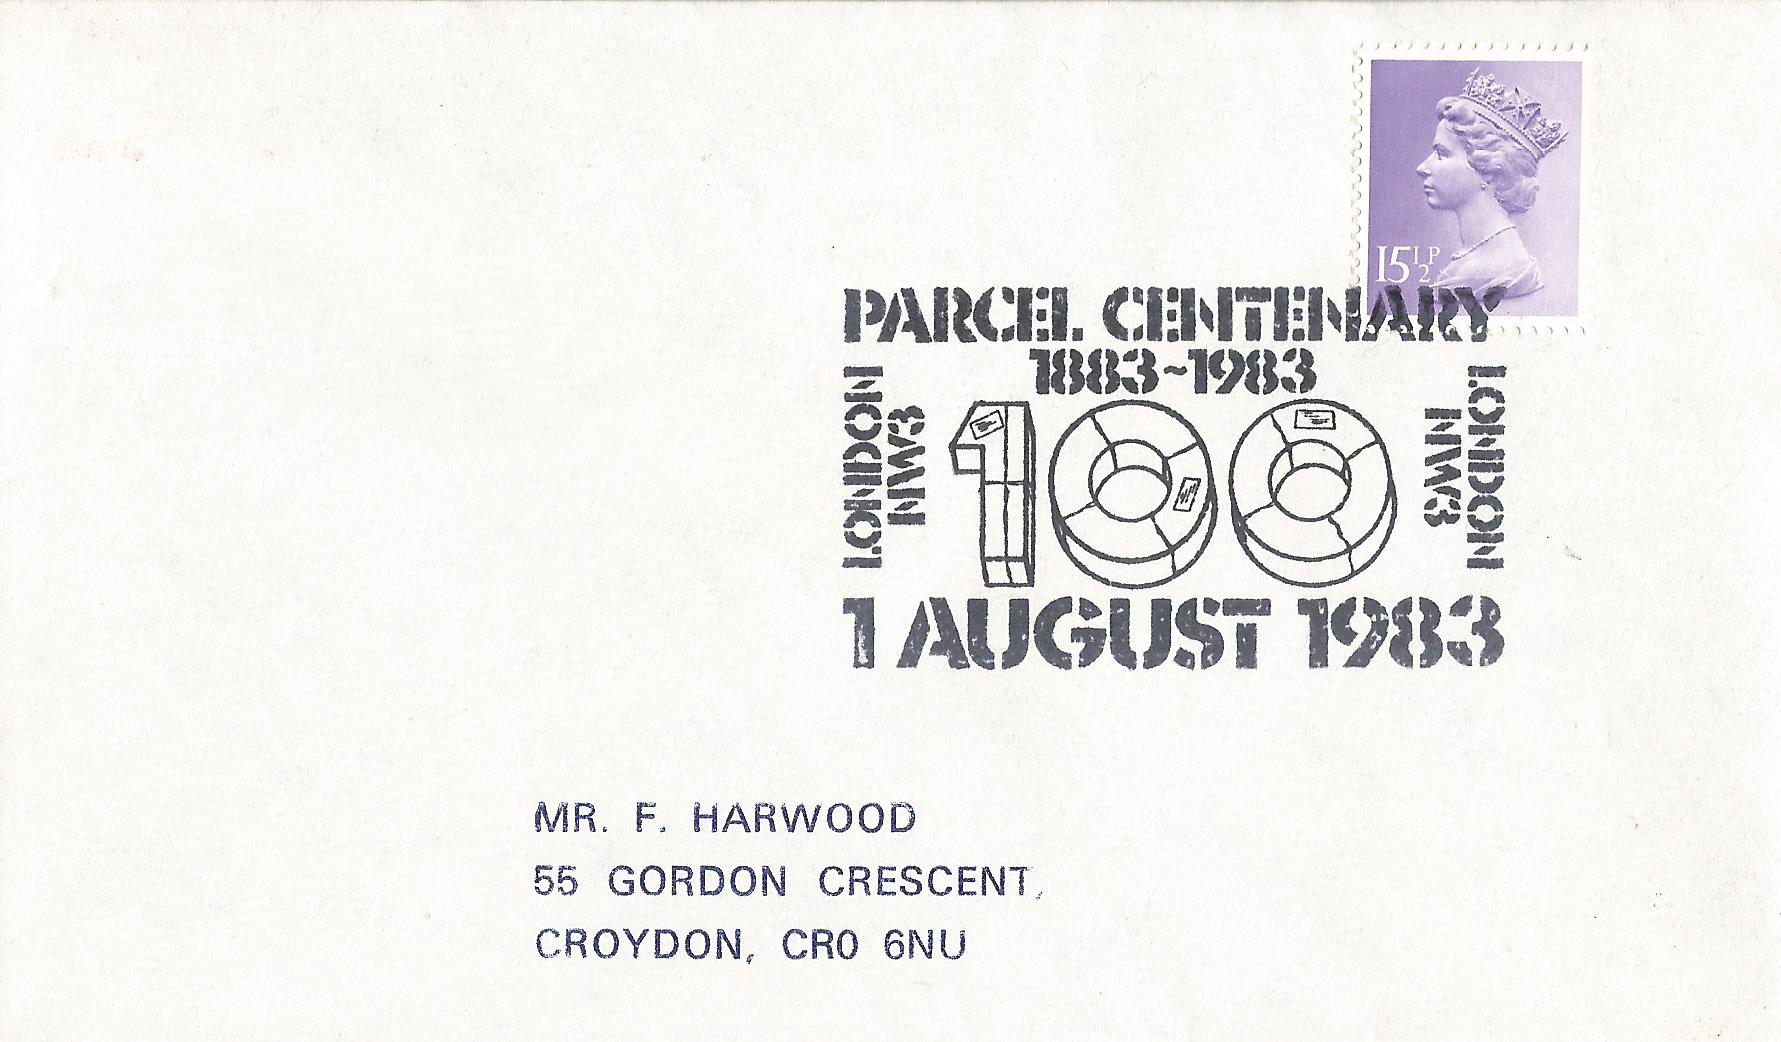 15½P
PARCEL CENTENARY
1883~1983
LONDON
NW3
100
LONDON
NW3
1 AUGUST 1983
MR. F. HARWOOD
55 GORDON CRESCENT,
CROYDON, CR0 6NU